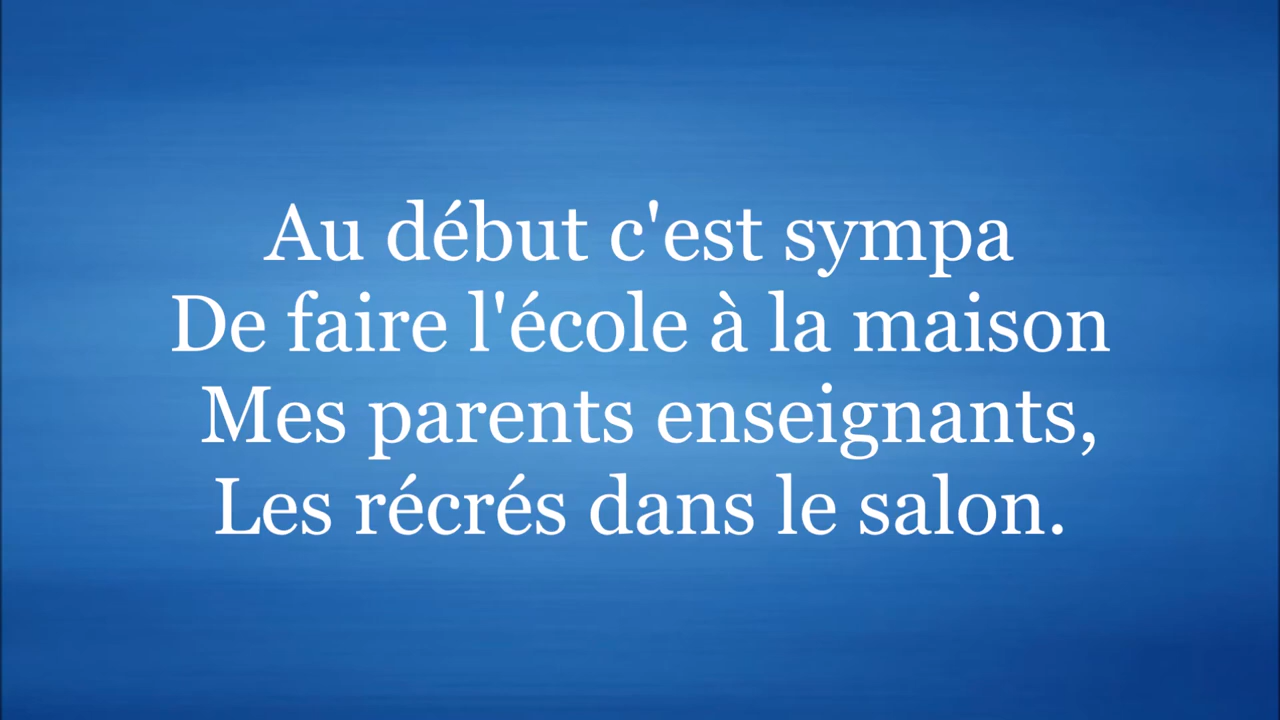 Au début c'est sympa
De faire l'école à la maison
Mes parents enseignants,
Les récrés dans le salon.